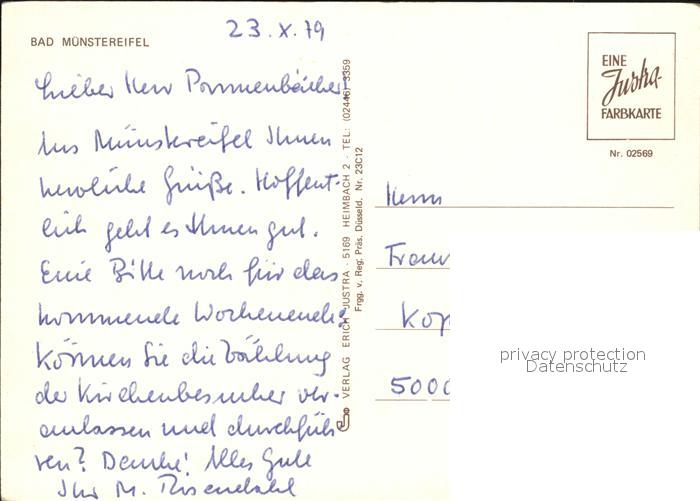 23.X.79
BAD MÜNSTEREIFEL
Lieber Herr Pommenbächer!
Aus Münstereifel Ihnen
herzliche Grüße. Hoffent-
lich geht es Ihnen gut.
Eine Bitte noch für das
kommende Wochenende:
Können Sie die Zählung
der Kirchenbesucher ver-
anlassen und durchfüh-
ren? Danke! Alles Gute
Ihr M. Rosendahl
VERLAG ERICH JUSTRA · 5169 HEIMBACH 2 · TEL: (02446) 3359
Frgg. v. Reg. Präs. Düsseld. Nr. 23C12
EINE
Justra-
FARBKARTE
Nr. 02569
Herrn
Franz
5000
privacy protection
Datenschutz